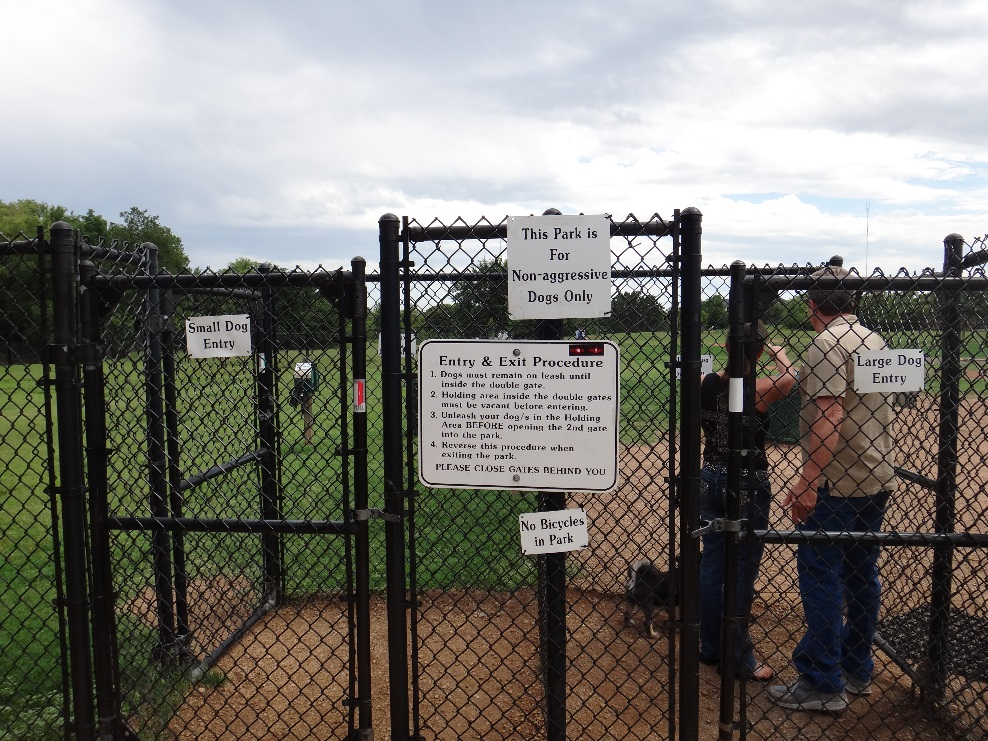 This Park is
For
Non-aggressive
Dogs Only
Small Dog
Entry
Entry & Exit Procedure
1. Dogs must remain on leash until
inside the double gate.
2. Holding area inside the double gates
must be vacant before entering.
3. Unleash your dog/s in the Holding
Area BEFORE opening the 2nd gate
into the park.
4. Reverse this procedure when
exiting the park.
PLEASE CLOSE GATES BEHIND YOU
Large Dog
Entry
No Bicycles
in Park